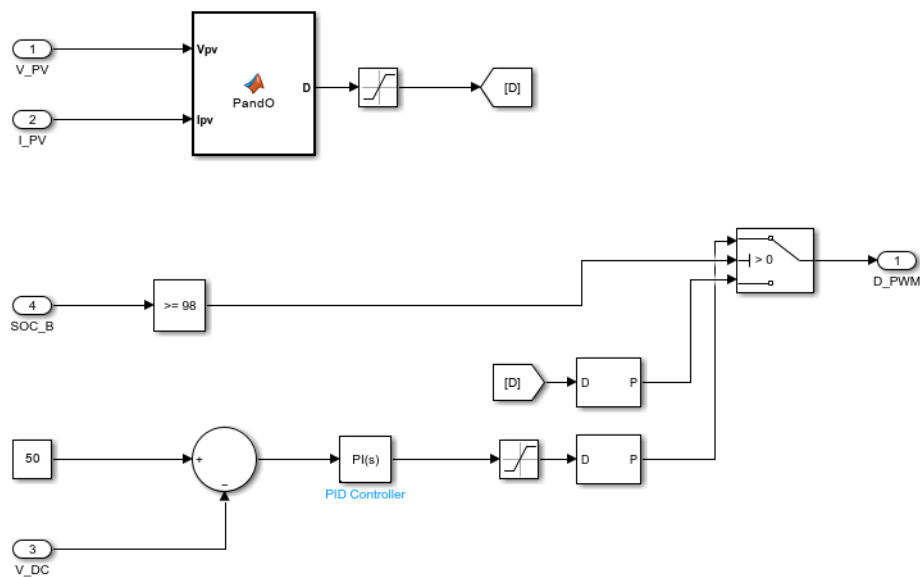 1
V_PV
Vpv
D
[D]
PandO
2
I_PV
Ipv
> 0
1
D_PWM
4
SOC_B
>= 98
[D]
D
P
50
+
−
PI(s)
PID Controller
D
P
3
V_DC